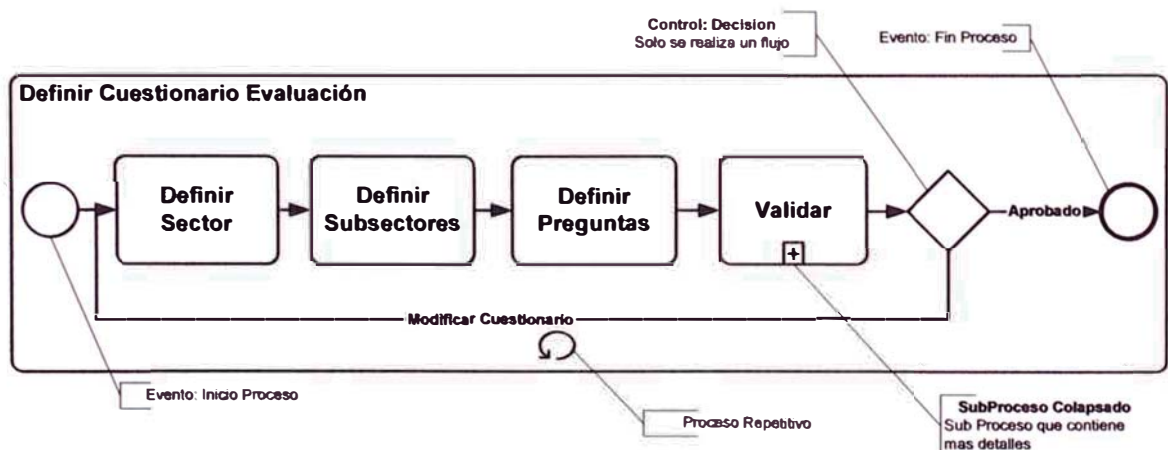 Control: Decision
Solo se realiza un flujo
Evento: Fin Proceso
Definir Cuestionario Evaluación
Definir
Sector
Definir
Subsectores
Definir
Preguntas
Validar
Aprobado
Modificar Cuestionario
Evento: Inicio Proceso
Proceso Repetitivo
SubProceso Colapsado
Sub Proceso que contiene
mas detalles